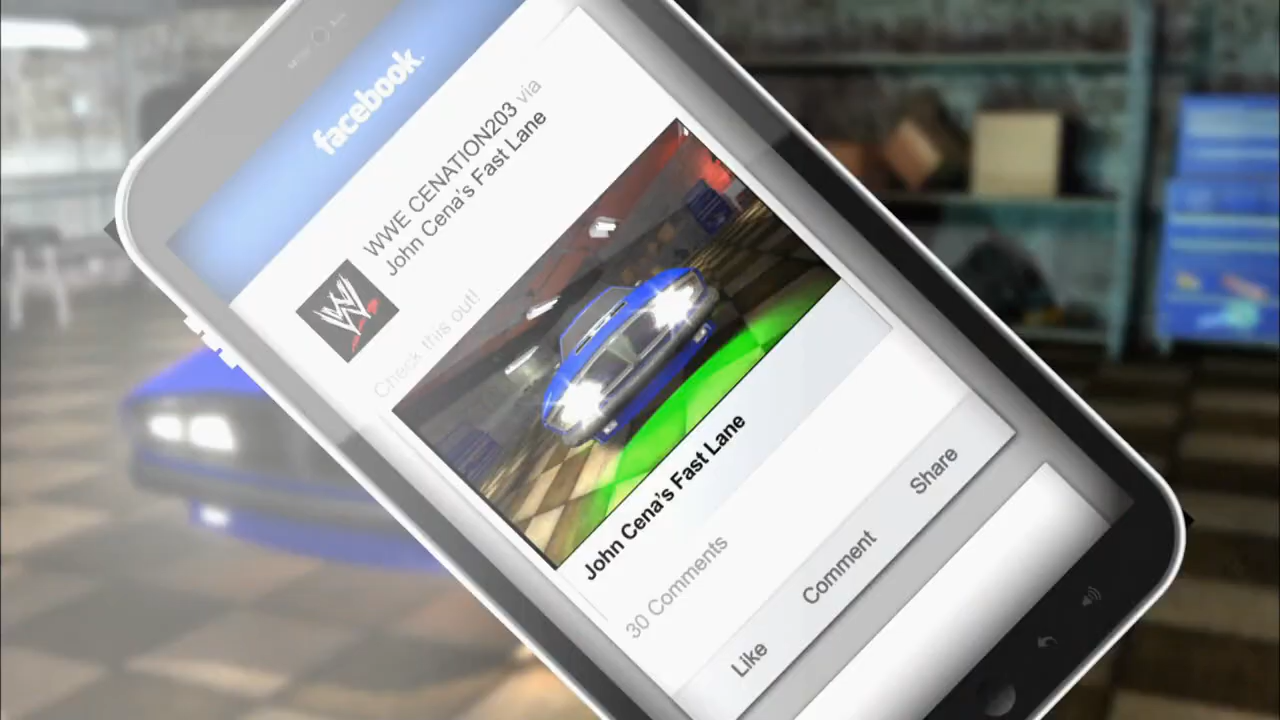 facebook.
WWE CENATION203 via
John Cena's Fast Lane
Check this out!
John Cena's Fast Lane
30 Comments
Like Comment Share